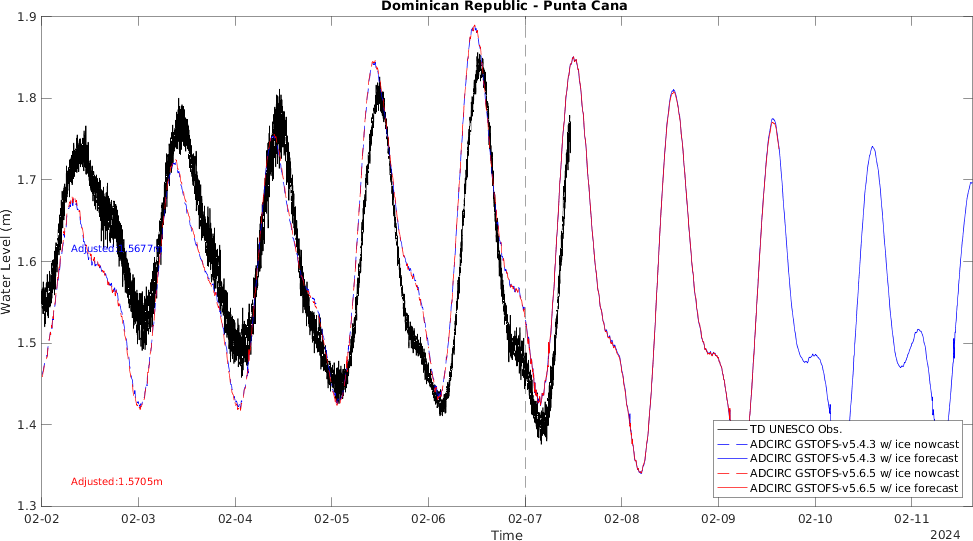 Dominican Republic - Punta Cana
1.9
1.8
1.7
1.6
1.5
1.4
1.3
Water Level (m)
Adjusted:1.5677m
Adjusted:1.5705m
TD UNESCO Obs.
ADCIRC GSTOFS-v5.4.3 w/ ice nowcast
ADCIRC GSTOFS-v5.4.3 w/ ice forecast
ADCIRC GSTOFS-v5.6.5 w/ ice nowcast
ADCIRC GSTOFS-v5.6.5 w/ ice forecast
02-02 02-03 02-04 02-05 02-06 02-07 02-08 02-09 02-10 02-11
Time
2024